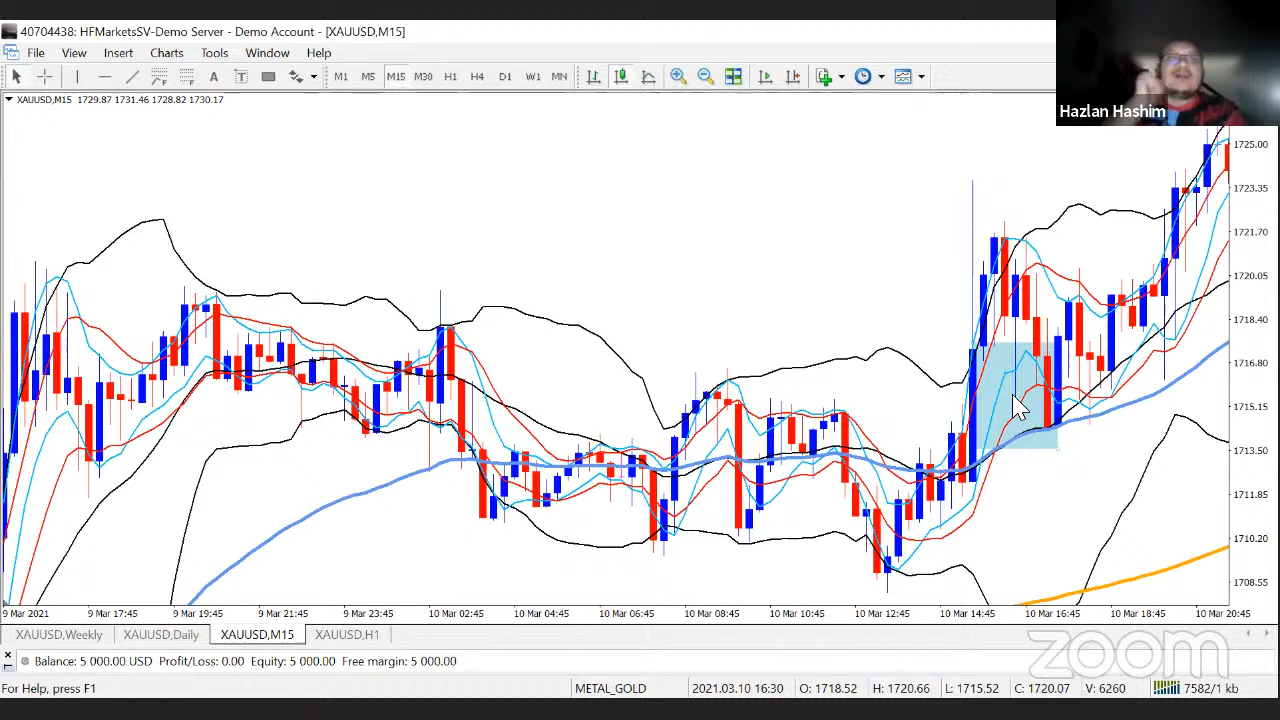 40704438: HFMarketsSV-Demo Server - Demo Account - [XAUUSD,M15]
File View Insert Charts Tools Window Help
A T M1 M5 M15 M30 H1 H4 D1 W1 MN
XAUUSD,M15 1729.87 1731.46 1728.82 1730.17
Hazlan Hashim
1725.00
1723.35
1721.70
1720.05
1718.40
1716.80
1715.15
1713.50
1711.85
1710.20
1708.55
9 Mar 2021 9 Mar 17:45 9 Mar 19:45 9 Mar 21:45 9 Mar 23:45 10 Mar 02:45 10 Mar 04:45 10 Mar 06:45 10 Mar 08:45 10 Mar 10:45 10 Mar 12:45 10 Mar 14:45 10 Mar 16:45 10 Mar 18:45 10 Mar 20:45
XAUUSD,Weekly XAUUSD,Daily XAUUSD,M15 XAUUSD,H1
zoom
Balance: 5 000.00 USD Profit/Loss: 0.00 Equity: 5 000.00 Free margin: 5 000.00
For Help, press F1 METAL_GOLD 2021.03.10 16:30 O: 1718.52 H: 1720.66 L: 1715.52 C: 1720.07 V: 6260 7582/1 kb